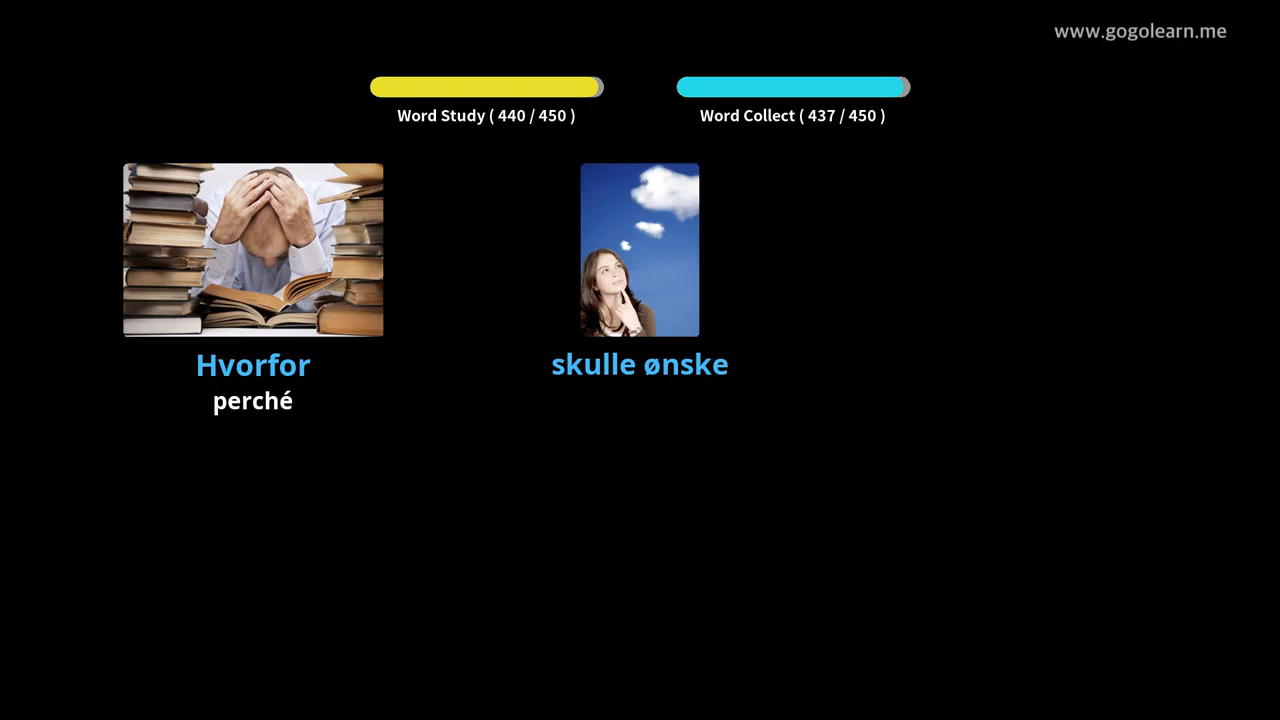 www.gogolearn.me
Word Study ( 440 / 450 )
Word Collect ( 437 / 450 )
Hvorfor
perché
skulle ønske